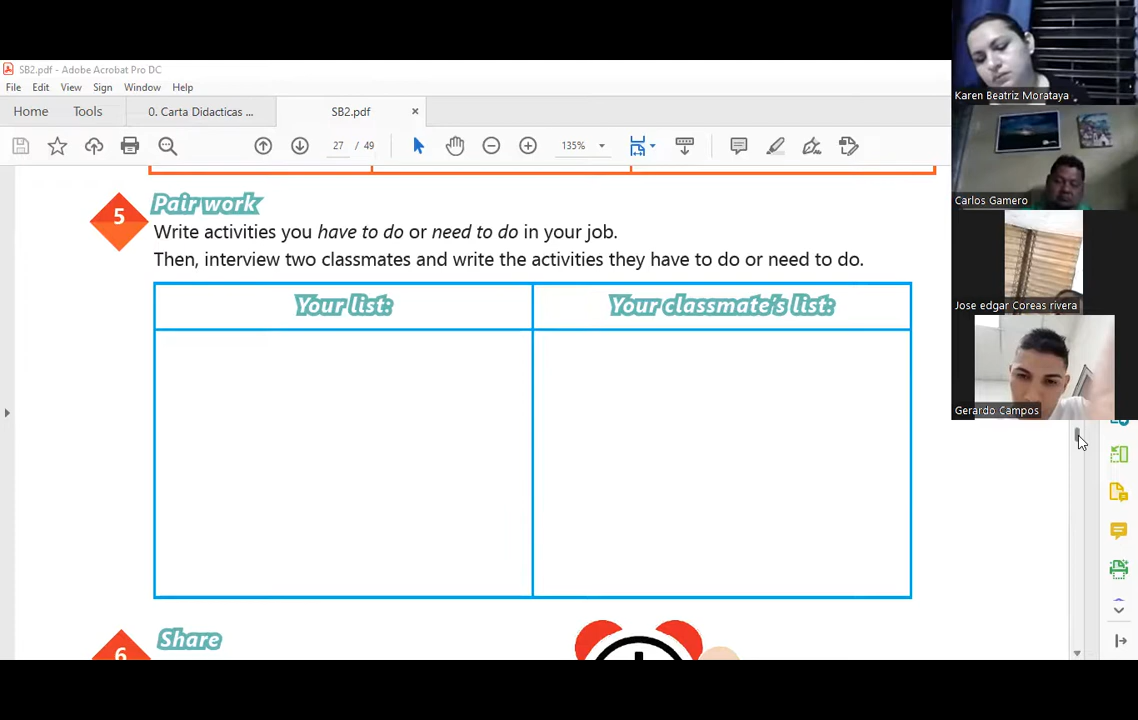 SB2.pdf - Adobe Acrobat Pro DC
File Edit View Sign Window Help
Home Tools 0. Carta Didacticas ... SB2.pdf ×
27 / 49 135%
5 Pair work
Write activities you have to do or need to do in your job.
Then, interview two classmates and write the activities they have to do or need to do.
Your list: Your classmate's list:
6 Share
Karen Beatriz Morataya
Carlos Gamero
Jose edgar Coreas rivera
Gerardo Campos